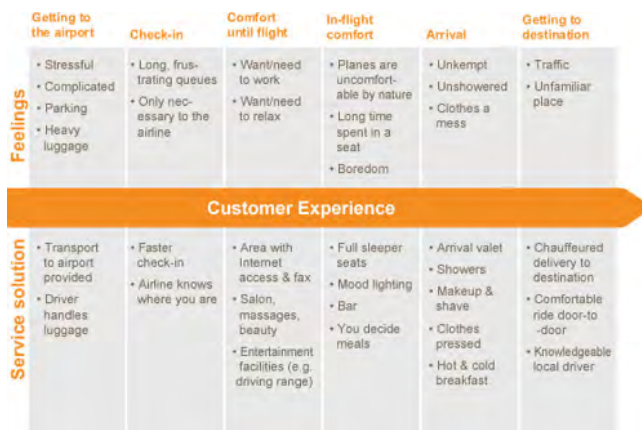 Getting to
the airport
Check-in
Comfort
until flight
In-flight
comfort
Arrival
Getting to
destination
Feelings
• Stressful
• Complicated
• Parking
• Heavy
luggage
• Long, frus-
trating queues
• Only nec-
essary to the
airline
• Want/need
to work
• Want/need
to relax
• Planes are
uncomfort-
able by nature
• Long time
spent in a
seat
• Boredom
• Unkempt
• Unshowered
• Clothes a
mess
• Traffic
• Unfamiliar
place
Customer Experience
Service solution
• Transport
to airport
provided
• Driver
handles
luggage
• Faster
check-in
• Airline knows
where you are
• Area with
Internet
access & fax
• Salon,
massages,
beauty
• Entertainment
facilities (e.g.
driving range)
• Full sleeper
seats
• Mood lighting
• Bar
• You decide
meals
• Arrival valet
• Showers
• Makeup &
shave
• Clothes
pressed
• Hot & cold
breakfast
• Chauffeured
delivery to
destination
• Comfortable
ride door-to
-door
• Knowledgeable
local driver